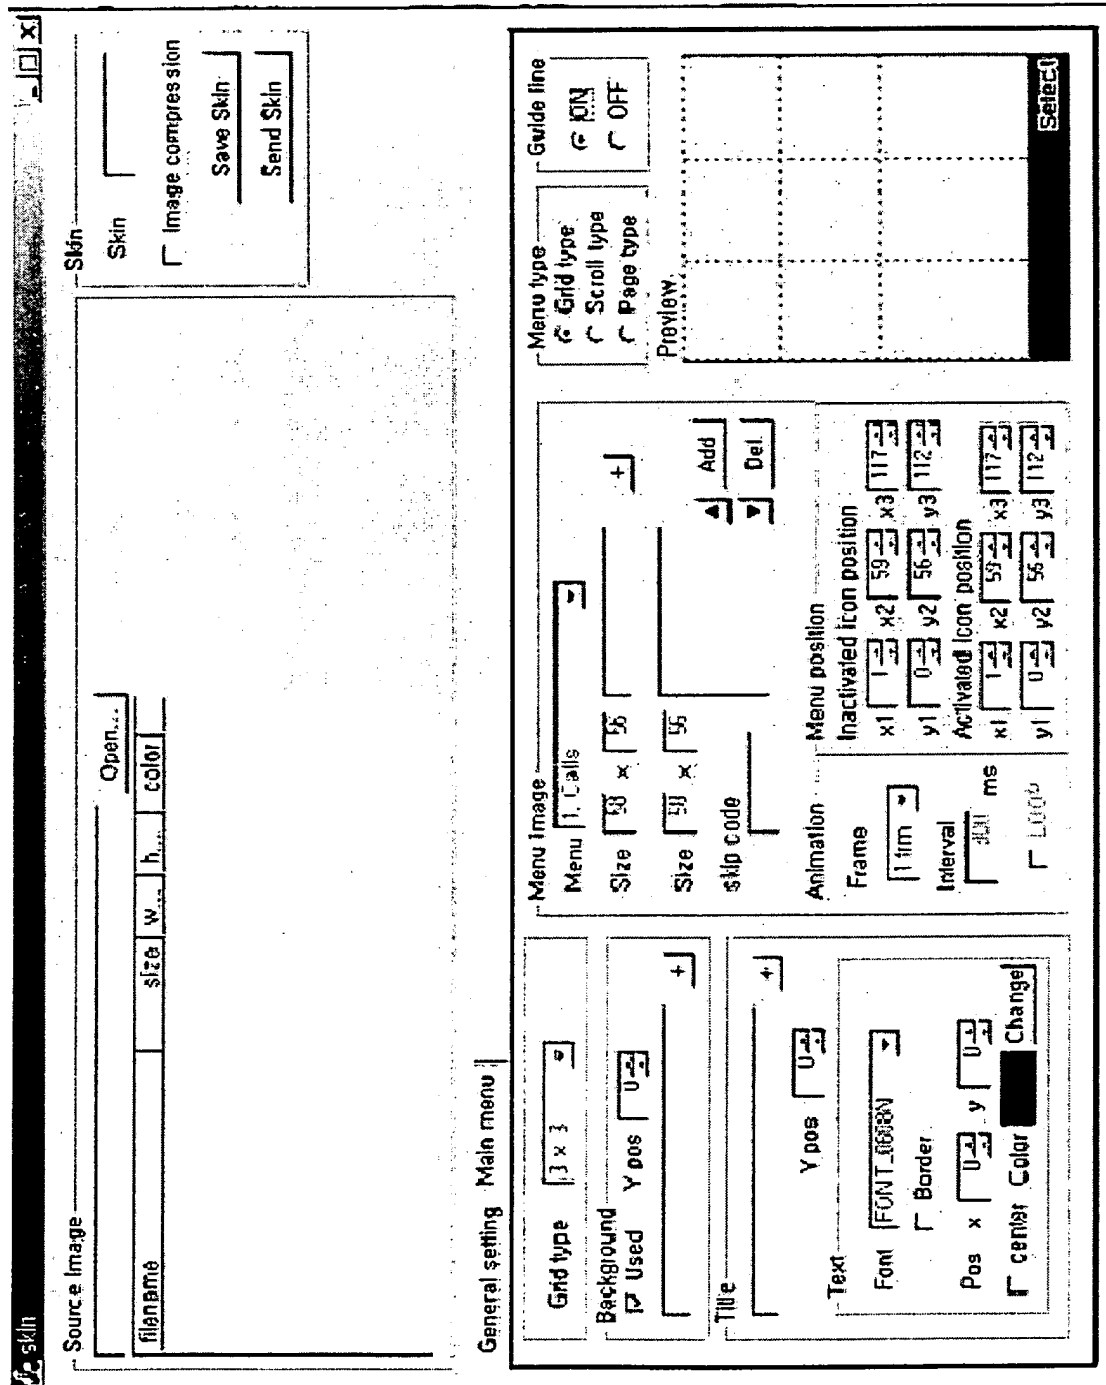 skin
Source Image
Open...
filename size w... h... color
Skin
Skin
Image compression
Save Skin
Send Skin
General setting Main menu
Grid type 3 x 3
Background
Used Y pos 0
+
Title
+
Y pos 0
Text
Font FONT_0608N
Border
Pos x 0 y 0
center Color Change
Menu Image
Menu 1. Calls
Size 58 x 56
+
Size 58 x 56
skip code
Add
Del.
Animation
Frame
1 frm
Interval
ms
Loop
Menu position
Inactivated icon position
x1 1 x2 59 x3 117
y1 0 y2 56 y3 112
Activated icon position
x1 1 x2 59 x3 117
y1 0 y2 56 y3 112
Menu type
Grid type
Scroll type
Page type
Guide line
ON
OFF
Preview
Select